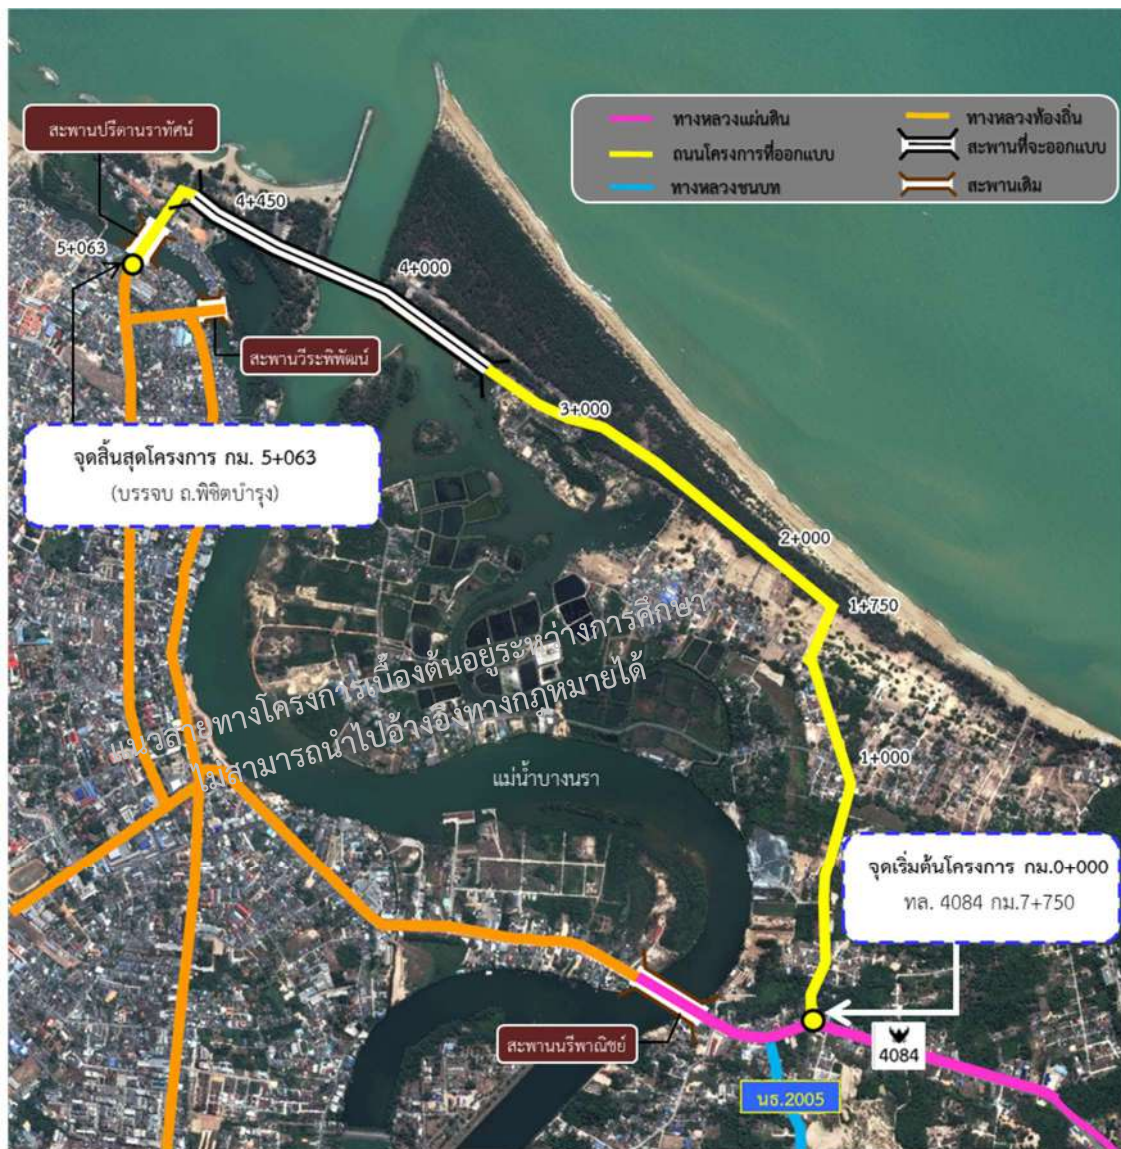 สะพานปรีดานราทัศน์
ทางหลวงแผ่นดิน
ถนนโครงการที่ออกแบบ
ทางหลวงชนบท
ทางหลวงท้องถิ่น
สะพานที่จะออกแบบ
สะพานเดิม
4+450
5+063
4+000
สะพานวีระพิพัฒน์
3+000
จุดสิ้นสุดโครงการ กม. 5+063
(บรรจบ ถ.พิชิตบำรุง)
2+000
1+750
แนวสายทางโครงการเบื้องต้นอยู่ระหว่างการศึกษา
ไม่สามารถนำไปอ้างอิงทางกฎหมายได้
แม่น้ำบางนรา
1+000
จุดเริ่มต้นโครงการ กม.0+000
ทล. 4084 กม.7+750
สะพานนรีพาณิชย์
4084
นธ.2005